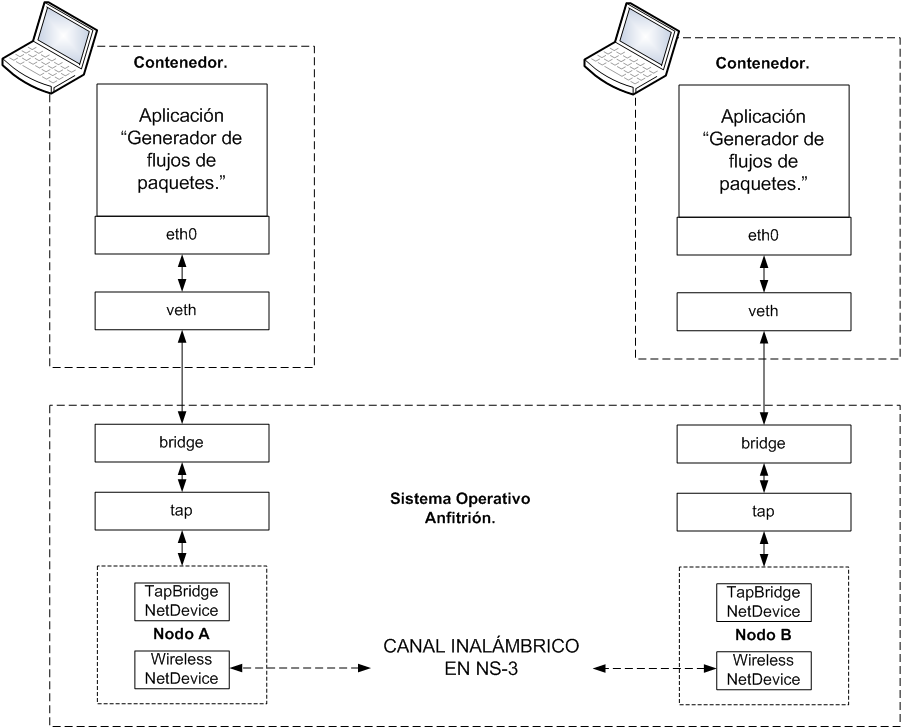 Contenedor.
Aplicación
“Generador de
flujos de
paquetes.”
eth0
veth
Contenedor.
Aplicación
“Generador de
flujos de
paquetes.”
eth0
veth
bridge
tap
Sistema Operativo
Anfitrión.
bridge
tap
TapBridge
NetDevice
Nodo A
Wireless
NetDevice
CANAL INALÁMBRICO
EN NS-3
TapBridge
NetDevice
Nodo B
Wireless
NetDevice